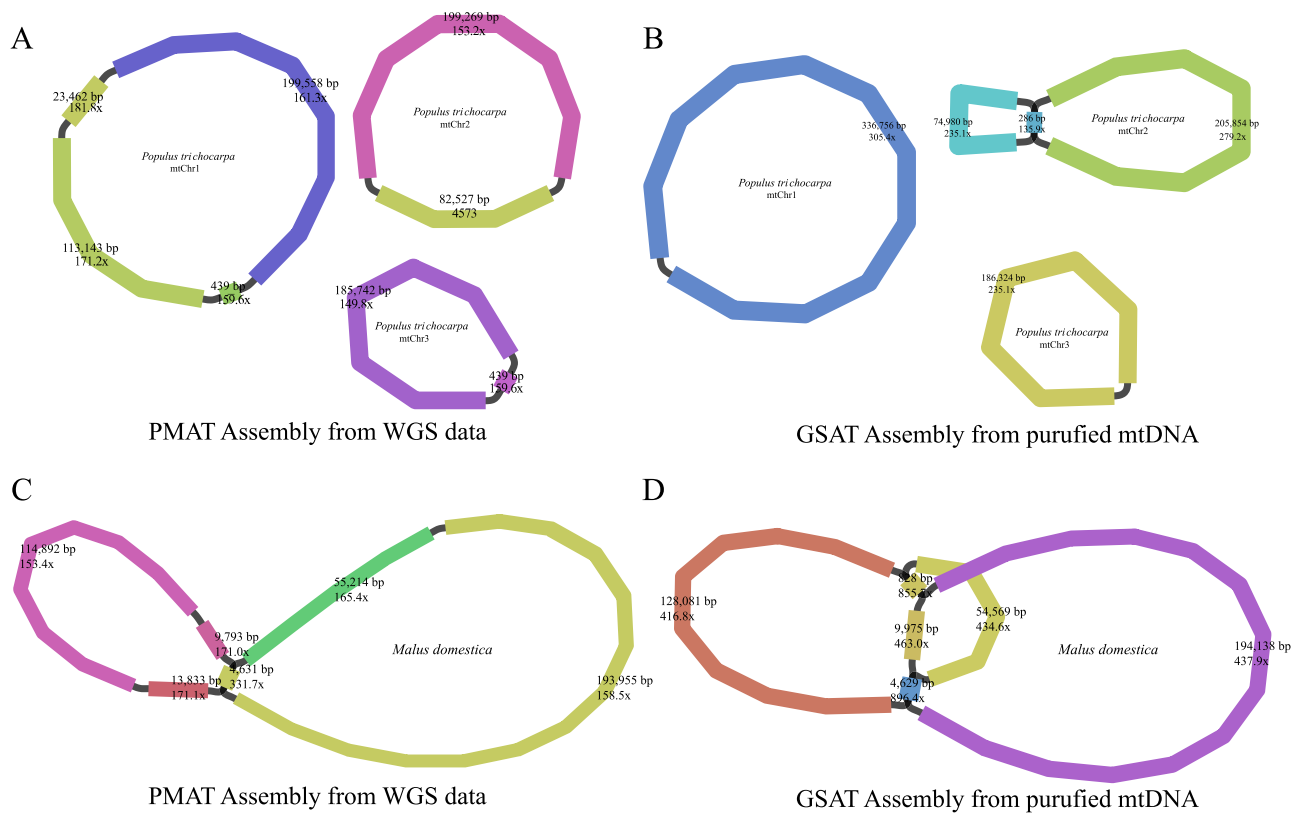 A
199,558 bp
161.3x
23,462 bp
181.8x
Populus trichocarpa
mtChr1
113,143 bp
171.2x
439 bp
159.6x
199,269 bp
153.2x
Populus trichocarpa
mtChr2
82,527 bp
4573
185,742 bp
149.8x
Populus trichocarpa
mtChr3
439 bp
159.6x
PMAT Assembly from WGS data
B
336,756 bp
305.4x
Populus trichocarpa
mtChr1
74,980 bp
235.1x
286 bp
135.9x
Populus trichocarpa
mtChr2
205,854 bp
279.2x
186,324 bp
235.1x
Populus trichocarpa
mtChr3
GSAT Assembly from purufied mtDNA
C
114,892 bp
153.4x
55,214 bp
165.4x
9,793 bp
171.0x
4,631 bp
331.7x
13,833 bp
171.1x
Malus domestica
193,955 bp
158.5x
PMAT Assembly from WGS data
D
128,081 bp
416.8x
828 bp
9,975 bp
463.0x
54,569 bp
434.6x
4,629 bp
896.4x
Malus domestica
194,138 bp
437.9x
GSAT Assembly from purufied mtDNA